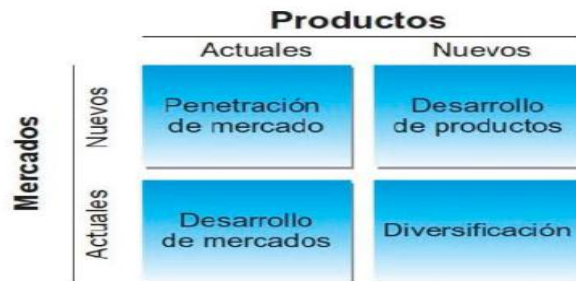 Productos
Actuales
Nuevos
Mercados
Nuevos
Penetración
de mercado
Desarrollo
de productos
Actuales
Desarrollo
de mercados
Diversificación